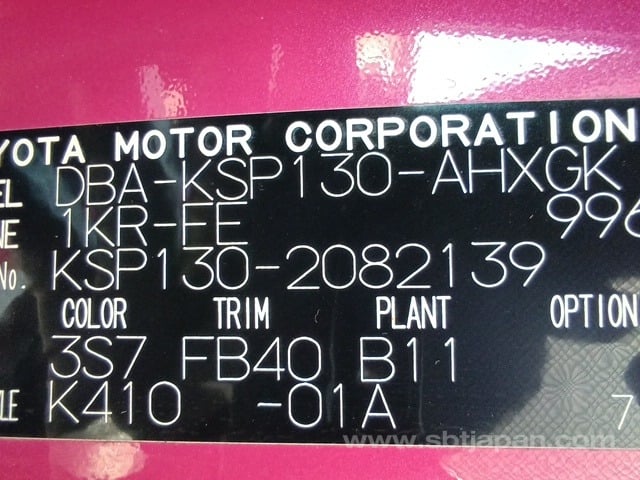 YOTA MOTOR CORPORATION
EL DBA-KSP130-AHXGK
NE 1KR-FE 996
No. KSP130-2082139
COLOR TRIM PLANT OPTION
3S7 FB40 B11
LE K410 -01A 7
www.sbtjapan.com